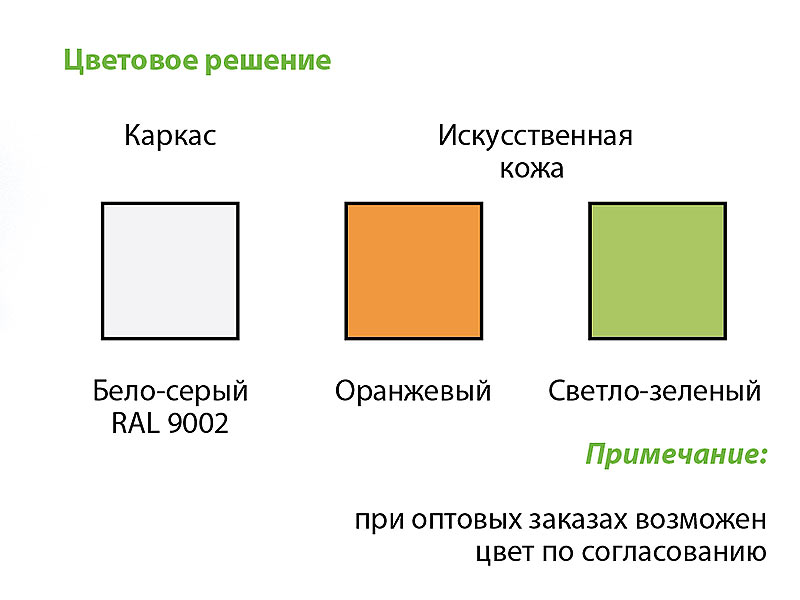 Цветовое решение
Каркас
Искусственная
кожа
Бело-серый
RAL 9002
Оранжевый
Светло-зеленый
Примечание:
при оптовых заказах возможен
цвет по согласованию